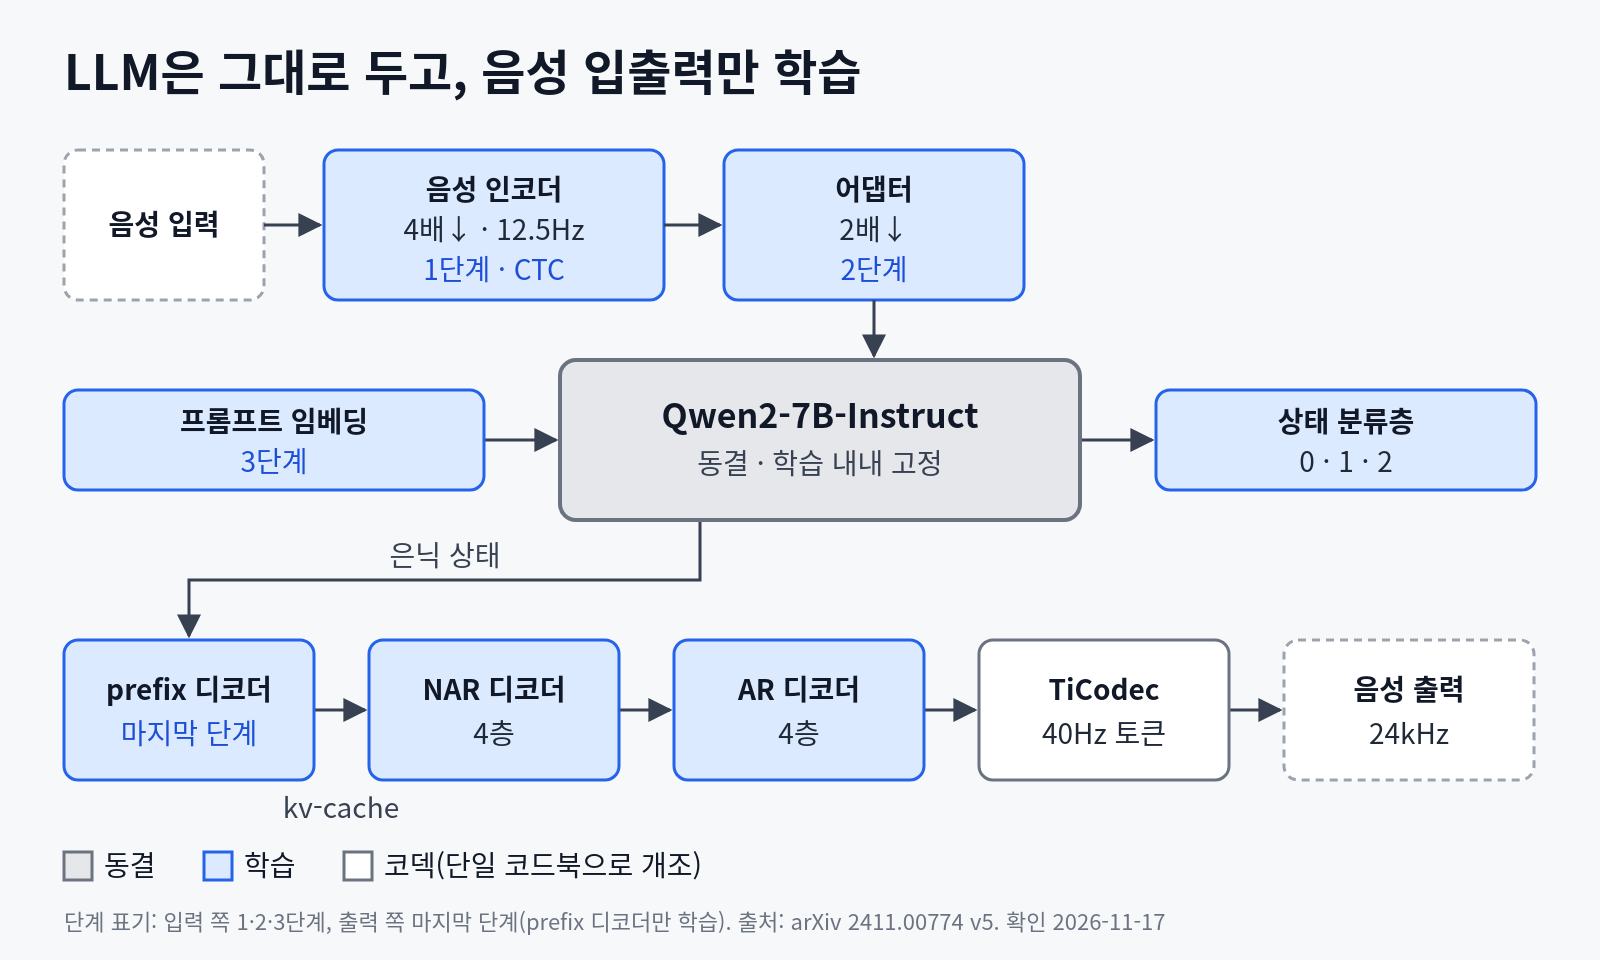 LLM은 그대로 두고, 음성 입출력만 학습
음성 입력
음성 인코더
4배↓ · 12.5Hz
1단계 · CTC
어댑터
2배↓
2단계
프롬프트 임베딩
3단계
Qwen2-7B-Instruct
동결 · 학습 내내 고정
상태 분류층
0 · 1 · 2
은닉 상태
prefix 디코더
마지막 단계
NAR 디코더
4층
AR 디코더
4층
TiCodec
40Hz 토큰
음성 출력
24kHz
kv-cache
동결
학습
코덱(단일 코드북으로 개조)
단계 표기: 입력 쪽 1·2·3단계, 출력 쪽 마지막 단계(prefix 디코더만 학습). 출처: arXiv 2411.00774 v5. 확인 2026-11-17